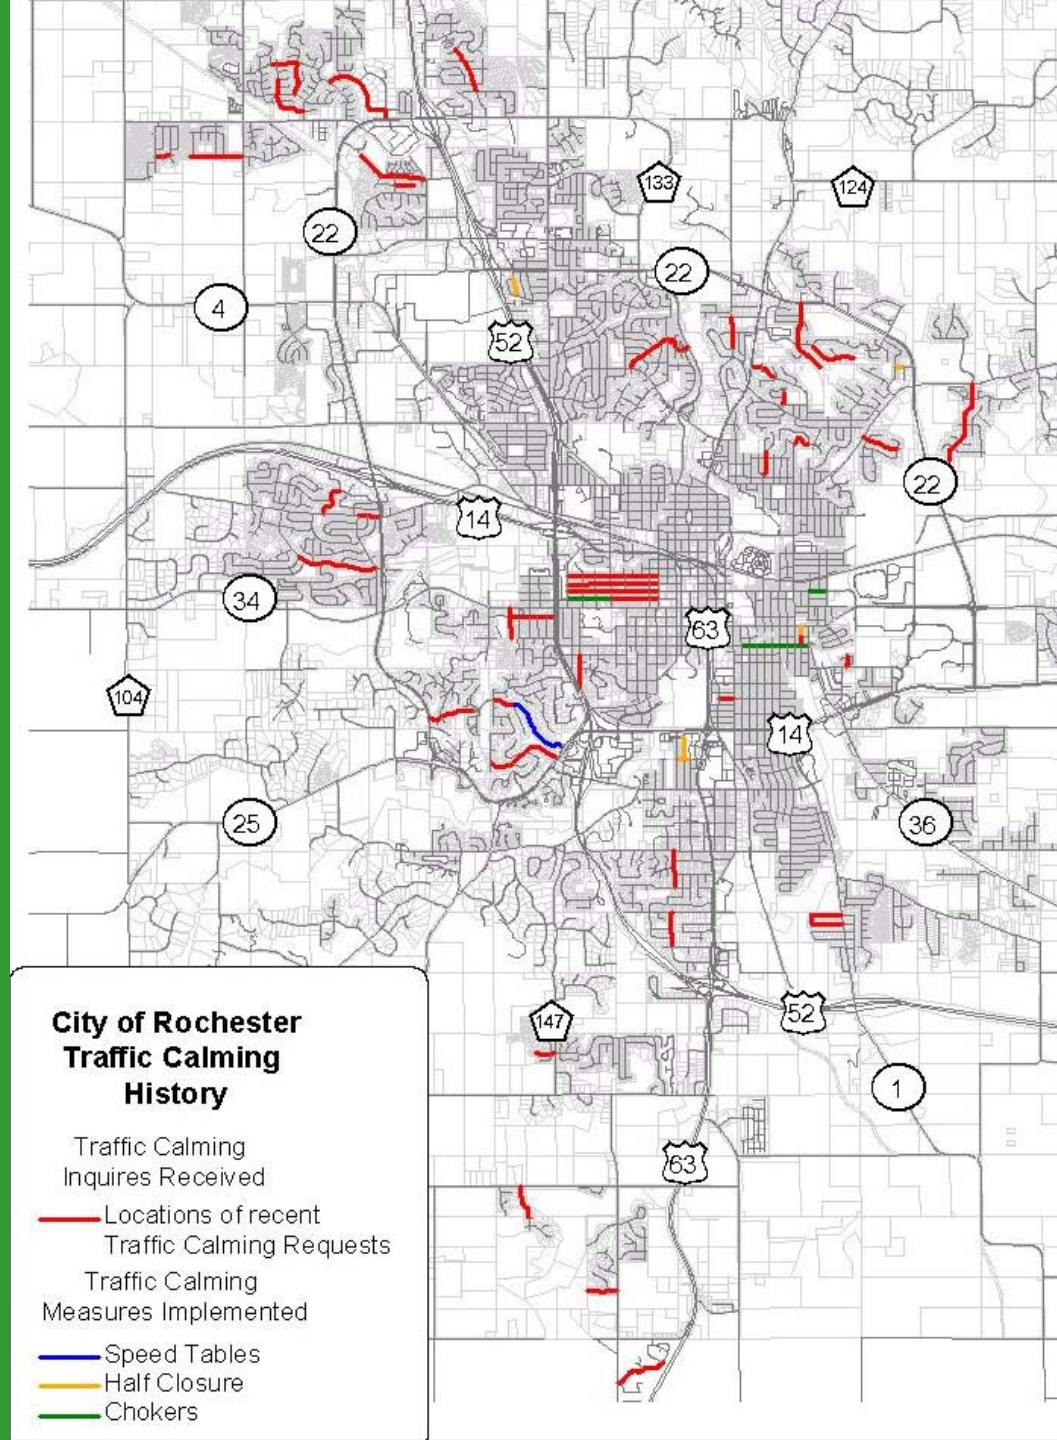 133
124
22
22
4
52
22
14
34
63
104
14
25
36
147
52
1
63
City of Rochester
Traffic Calming
History
Traffic Calming
Inquires Received
Locations of recent
Traffic Calming Requests
Traffic Calming
Measures Implemented
Speed Tables
Half Closure
Chokers